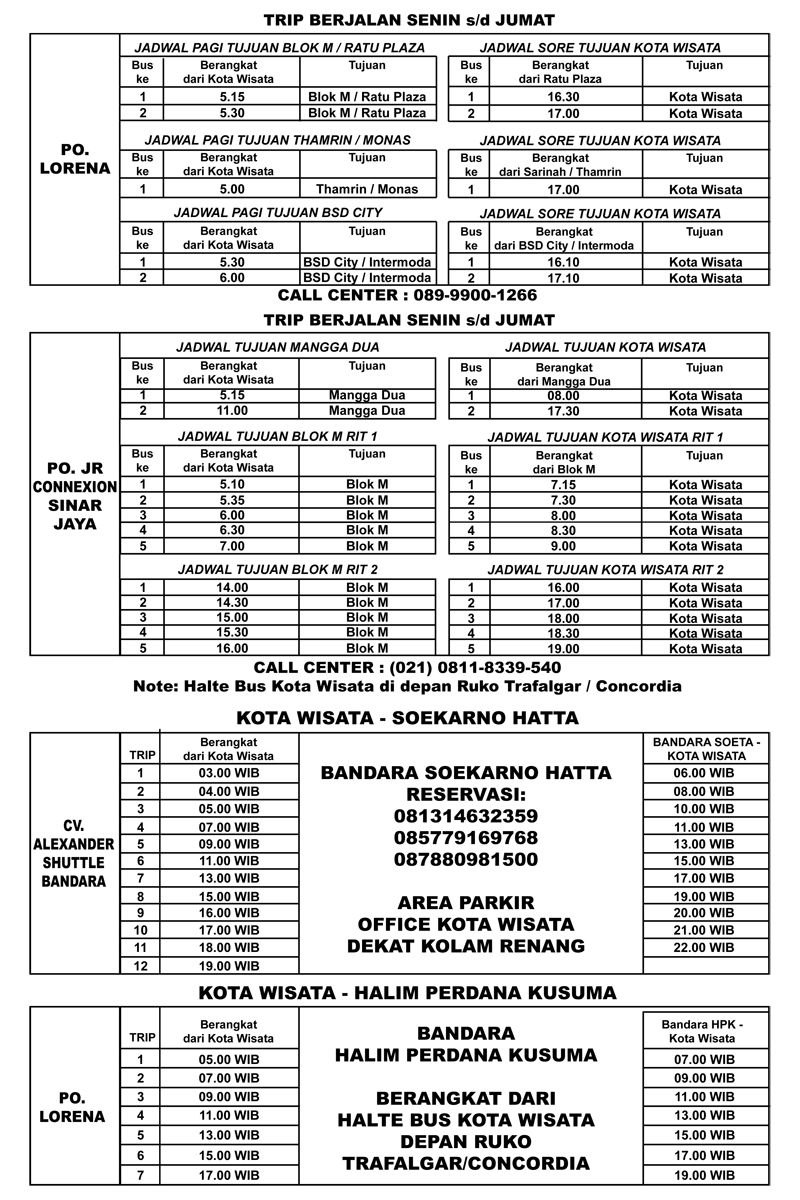 TRIP BERJALAN SENIN s/d JUMAT
PO. LORENA
JADWAL PAGI TUJUAN BLOK M / RATU PLAZA
Bus ke Berangkat dari Kota Wisata Tujuan
1 5.15 Blok M / Ratu Plaza
2 5.30 Blok M / Ratu Plaza
JADWAL SORE TUJUAN KOTA WISATA
Bus ke Berangkat dari Ratu Plaza Tujuan
1 16.30 Kota Wisata
2 17.00 Kota Wisata
JADWAL PAGI TUJUAN THAMRIN / MONAS
Bus ke Berangkat dari Kota Wisata Tujuan
1 5.00 Thamrin / Monas
JADWAL SORE TUJUAN KOTA WISATA
Bus ke Berangkat dari Sarinah / Thamrin Tujuan
1 17.00 Kota Wisata
JADWAL PAGI TUJUAN BSD CITY
Bus ke Berangkat dari Kota Wisata Tujuan
1 5.30 BSD City / Intermoda
2 6.00 BSD City / Intermoda
JADWAL SORE TUJUAN KOTA WISATA
Bus ke Berangkat dari BSD City / Intermoda Tujuan
1 16.10 Kota Wisata
2 17.10 Kota Wisata
CALL CENTER : 089-9900-1266
TRIP BERJALAN SENIN s/d JUMAT
PO. JR CONNEXION SINAR JAYA
JADWAL TUJUAN MANGGA DUA
Bus ke Berangkat dari Kota Wisata Tujuan
1 5.15 Mangga Dua
2 11.00 Mangga Dua
JADWAL TUJUAN KOTA WISATA
Bus ke Berangkat dari Mangga Dua Tujuan
1 08.00 Kota Wisata
2 17.30 Kota Wisata
JADWAL TUJUAN BLOK M RIT 1
Bus ke Berangkat dari Kota Wisata Tujuan
1 5.10 Blok M
2 5.35 Blok M
3 6.00 Blok M
4 6.30 Blok M
5 7.00 Blok M
JADWAL TUJUAN KOTA WISATA RIT 1
Bus ke Berangkat dari Blok M Tujuan
1 7.15 Kota Wisata
2 7.30 Kota Wisata
3 8.00 Kota Wisata
4 8.30 Kota Wisata
5 9.00 Kota Wisata
JADWAL TUJUAN BLOK M RIT 2
1 14.00 Blok M
2 14.30 Blok M
3 15.00 Blok M
4 15.30 Blok M
5 16.00 Blok M
JADWAL TUJUAN KOTA WISATA RIT 2
1 16.00 Kota Wisata
2 17.00 Kota Wisata
3 18.00 Kota Wisata
4 18.30 Kota Wisata
5 19.00 Kota Wisata
CALL CENTER : (021) 0811-8339-540
Note: Halte Bus Kota Wisata di depan Ruko Trafalgar / Concordia
KOTA WISATA - SOEKARNO HATTA
CV. ALEXANDER SHUTTLE BANDARA
TRIP Berangkat dari Kota Wisata
1 03.00 WIB
2 04.00 WIB
3 05.00 WIB
4 07.00 WIB
5 09.00 WIB
6 11.00 WIB
7 13.00 WIB
8 15.00 WIB
9 16.00 WIB
10 17.00 WIB
11 18.00 WIB
12 19.00 WIB
BANDARA SOEKARNO HATTA
RESERVASI:
081314632359
085779169768
087880981500
AREA PARKIR
OFFICE KOTA WISATA
DEKAT KOLAM RENANG
BANDARA SOETA -
KOTA WISATA
06.00 WIB
08.00 WIB
10.00 WIB
11.00 WIB
13.00 WIB
15.00 WIB
17.00 WIB
19.00 WIB
20.00 WIB
21.00 WIB
22.00 WIB
KOTA WISATA - HALIM PERDANA KUSUMA
PO. LORENA
TRIP Berangkat dari Kota Wisata
1 05.00 WIB
2 07.00 WIB
3 09.00 WIB
4 11.00 WIB
5 13.00 WIB
6 15.00 WIB
7 17.00 WIB
BANDARA
HALIM PERDANA KUSUMA
BERANGKAT DARI
HALTE BUS KOTA WISATA
DEPAN RUKO
TRAFALGAR/CONCORDIA
Bandara HPK -
Kota Wisata
07.00 WIB
09.00 WIB
11.00 WIB
13.00 WIB
15.00 WIB
17.00 WIB
19.00 WIB